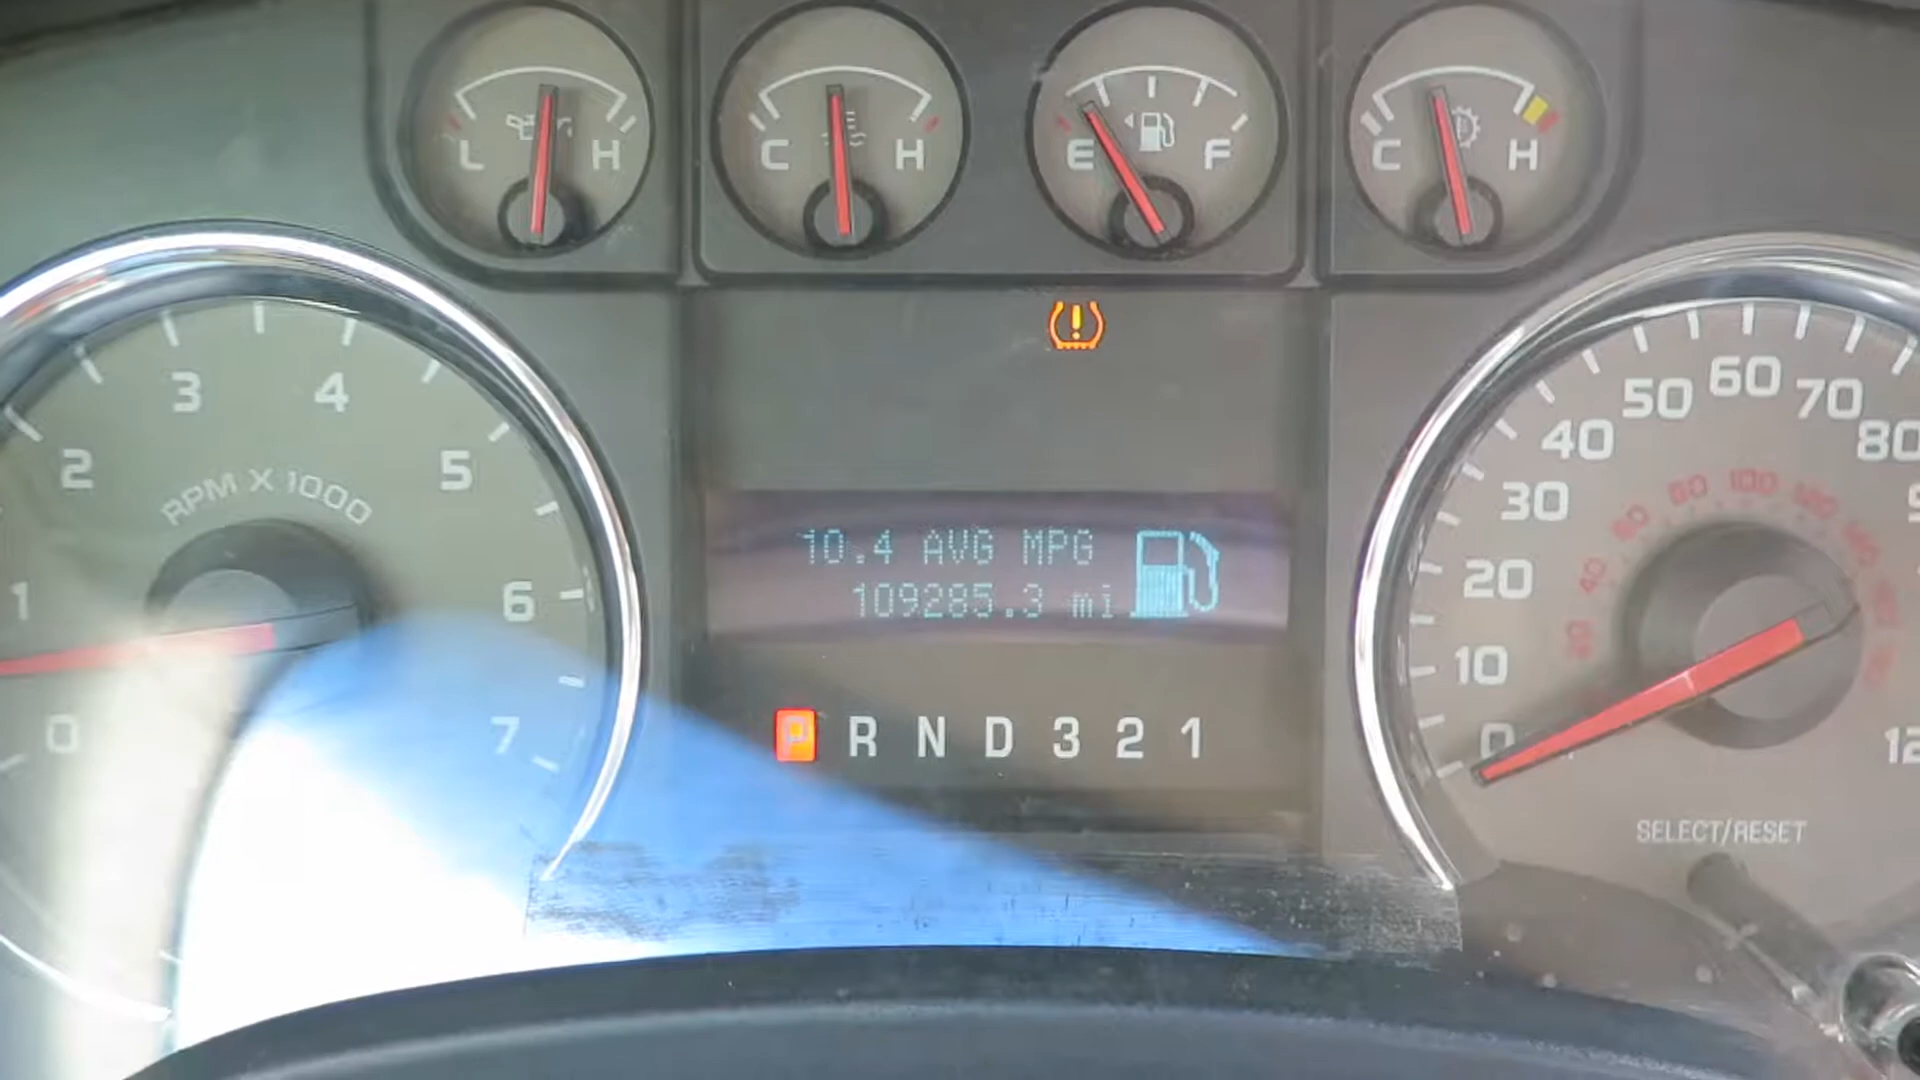 L H
C H
E F
C H
1 2 3 4 5 6 7
0
RPM X 1000
10.4 AVG MPG
109285.3 mi
P R N D 3 2 1
0 10 20 30 40 50 60 70 80
SELECT/RESET